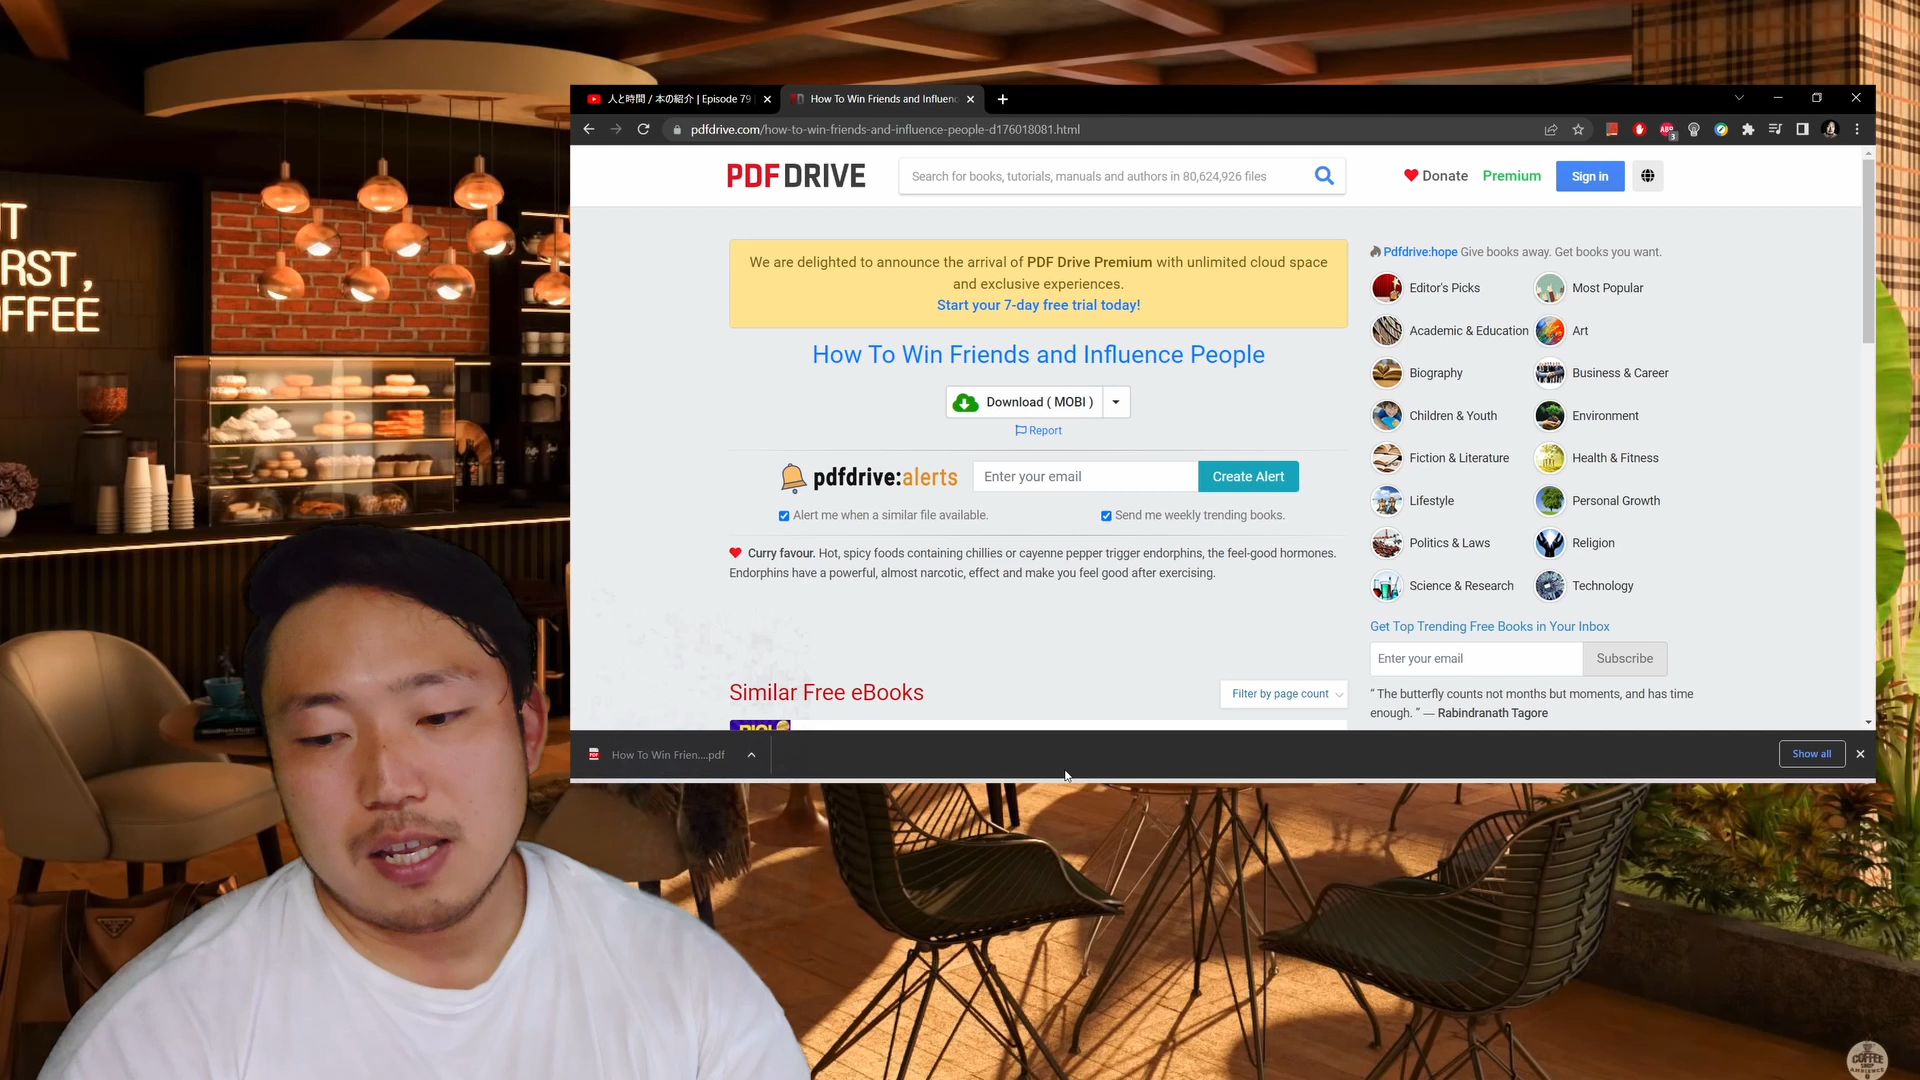 人と時間 / 本の紹介 | Episode 79
How To Win Friends and Influenc
pdfdrive.com/how-to-win-friends-and-influence-people-d176018081.html
PDF DRIVE
Search for books, tutorials, manuals and authors in 80,624,926 files
Donate
Premium
Sign in
We are delighted to announce the arrival of PDF Drive Premium with unlimited cloud space
and exclusive experiences.
Start your 7-day free trial today!
How To Win Friends and Influence People
Download ( MOBI )
Report
pdfdrive:alerts
Enter your email
Create Alert
Alert me when a similar file available.
Send me weekly trending books.
Curry favour. Hot, spicy foods containing chillies or cayenne pepper trigger endorphins, the feel-good hormones.
Endorphins have a powerful, almost narcotic, effect and make you feel good after exercising.
Similar Free eBooks
Filter by page count
Pdfdrive:hope Give books away. Get books you want.
Editor's Picks
Most Popular
Academic & Education
Art
Biography
Business & Career
Children & Youth
Environment
Fiction & Literature
Health & Fitness
Lifestyle
Personal Growth
Politics & Laws
Religion
Science & Research
Technology
Get Top Trending Free Books in Your Inbox
Enter your email
Subscribe
“ The butterfly counts not months but moments, and has time
enough. ” — Rabindranath Tagore
How To Win Frien....pdf
Show all
RST,
FFEE
COFFEE